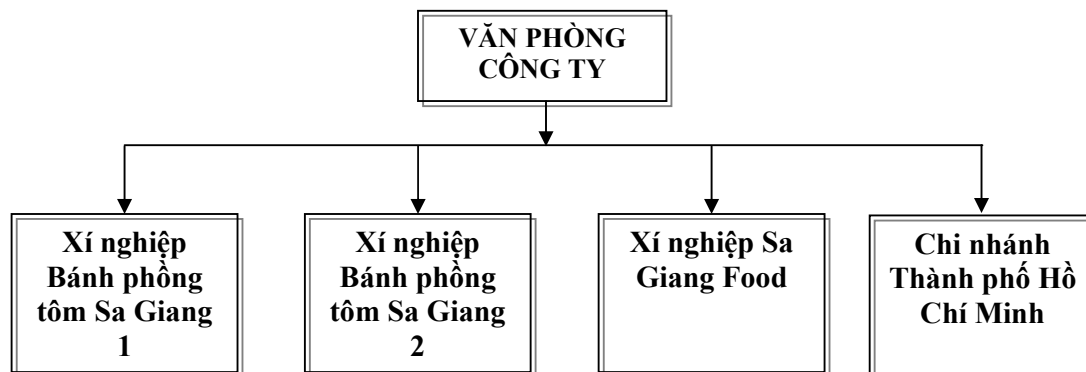 VĂN PHÒNG
CÔNG TY
Xí nghiệp
Bánh phồng
tôm Sa Giang
1
Xí nghiệp
Bánh phồng
tôm Sa Giang
2
Xí nghiệp Sa
Giang Food
Chi nhánh
Thành phố Hồ
Chí Minh